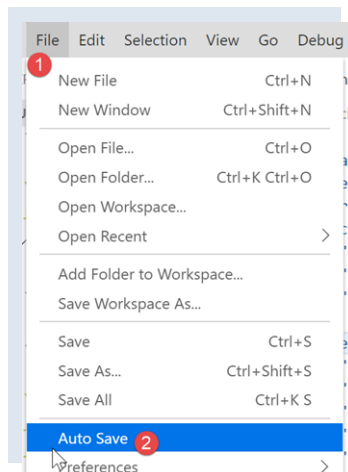 File Edit Selection View Go Debug
1
New File Ctrl+N
New Window Ctrl+Shift+N
Open File... Ctrl+O
Open Folder... Ctrl+K Ctrl+O
Open Workspace...
Open Recent
Add Folder to Workspace...
Save Workspace As...
Save Ctrl+S
Save As... Ctrl+Shift+S
Save All Ctrl+K S
Auto Save 2
Preferences